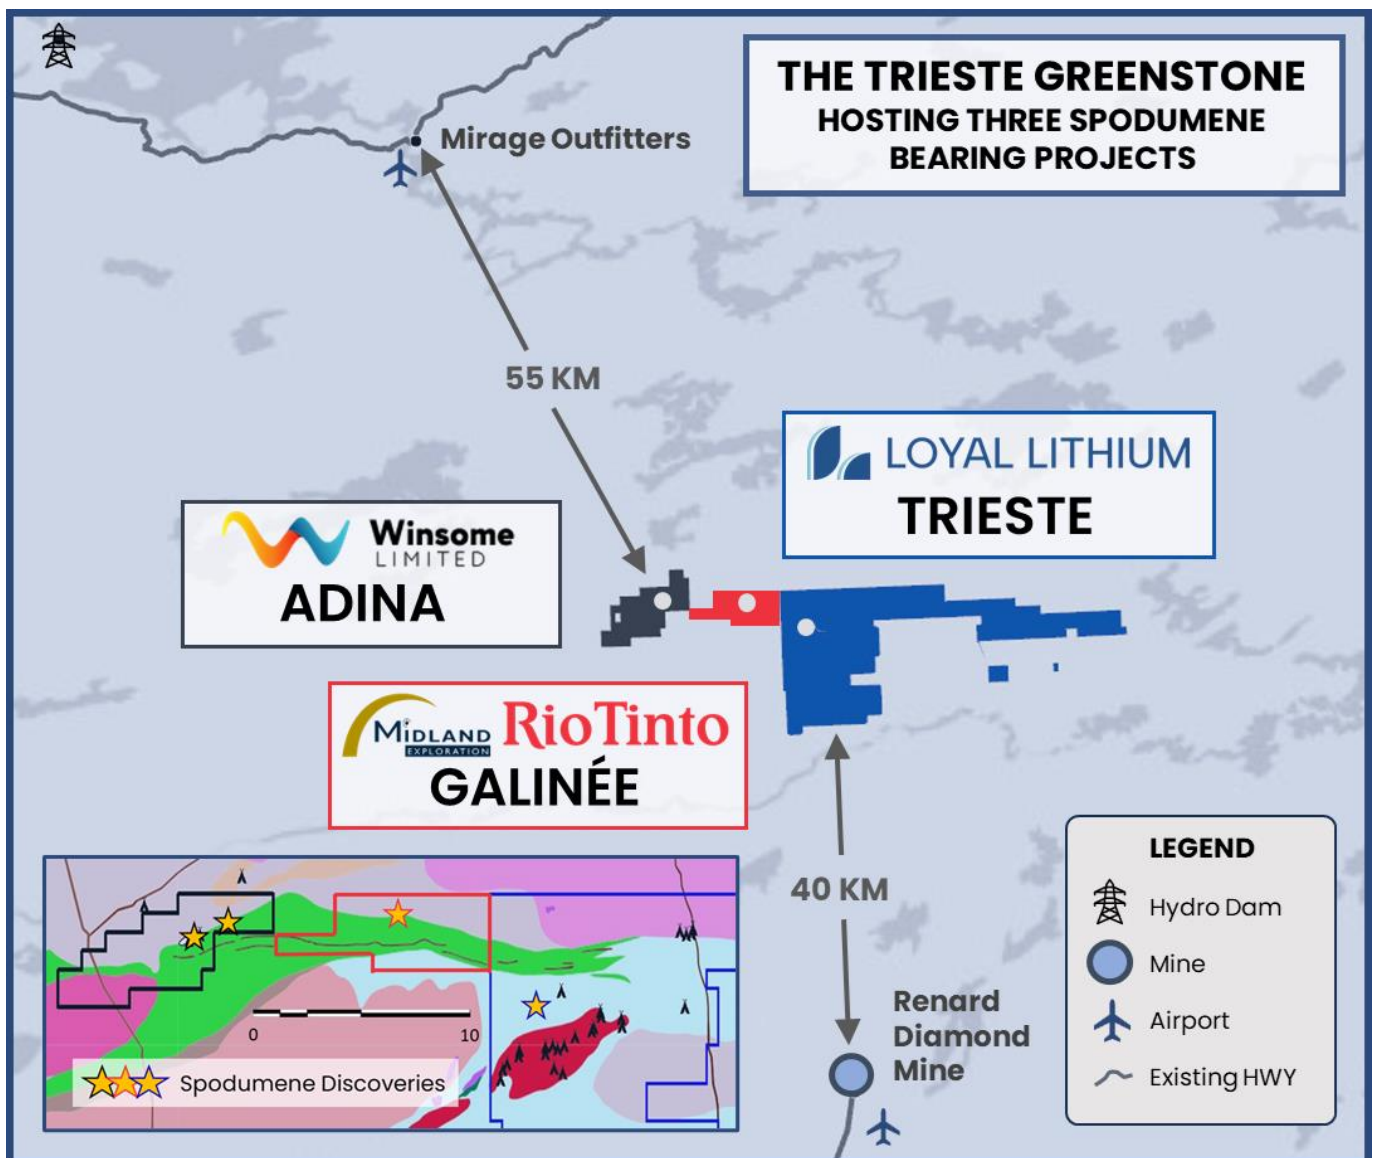 THE TRIESTE GREENSTONE
HOSTING THREE SPODUMENE
BEARING PROJECTS
Mirage Outfitters
55 KM
LOYAL LITHIUM
TRIESTE
Winsome
LIMITED
ADINA
MIDLAND
EXPLORATION
RioTinto
GALINÉE
40 KM
Renard
Diamond
Mine
0
10
Spodumene Discoveries
LEGEND
Hydro Dam
Mine
Airport
Existing HWY